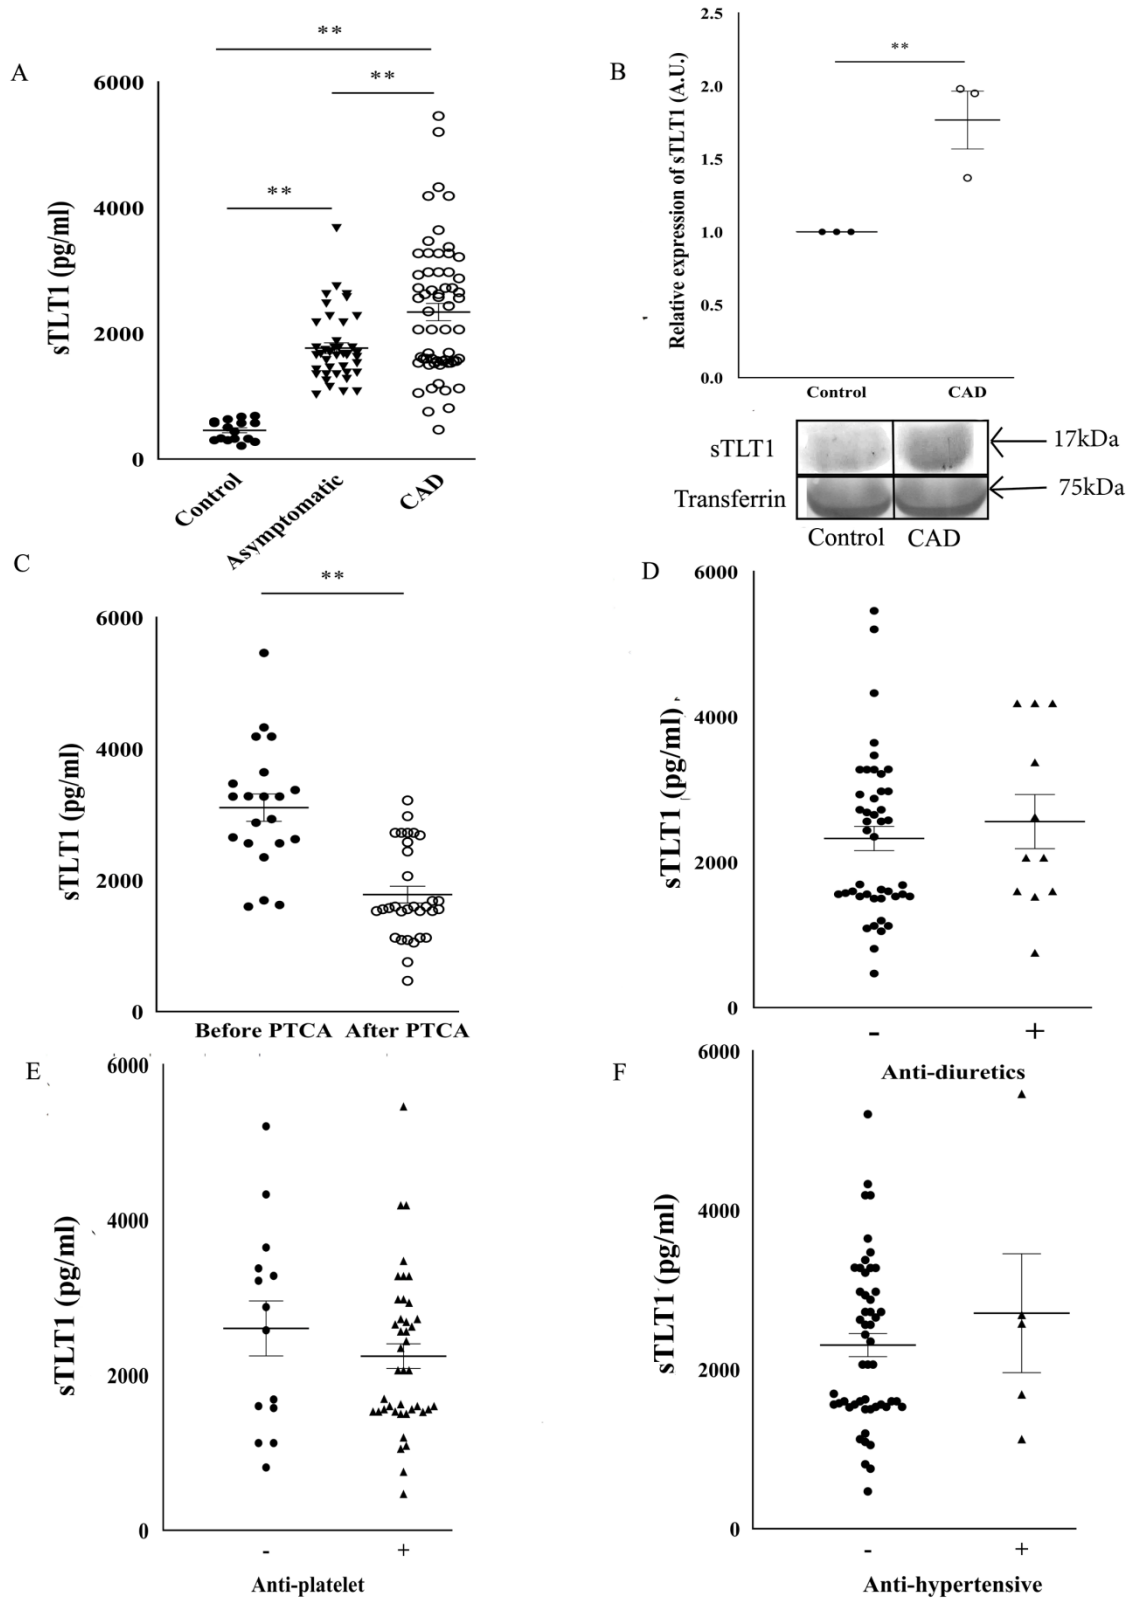 A
**
**
**
6000
4000
2000
0
sTLT1 (pg/ml)
Control
Asymptomatic
CAD
B
**
2.5
2.0
1.5
1.0
0.5
0.0
Relative expression of sTLT1 (A.U.)
Control CAD
sTLT1 17kDa
Transferrin 75kDa
Control CAD
C
**
6000
4000
2000
0
sTLT1 (pg/ml)
Before PTCA After PTCA
D
6000
4000
2000
0
sTLT1 (pg/ml)
- +
Anti-diuretics
E
6000
4000
2000
0
sTLT1 (pg/ml)
- +
Anti-platelet
F
6000
4000
2000
0
sTLT1 (pg/ml)
- +
Anti-hypertensive